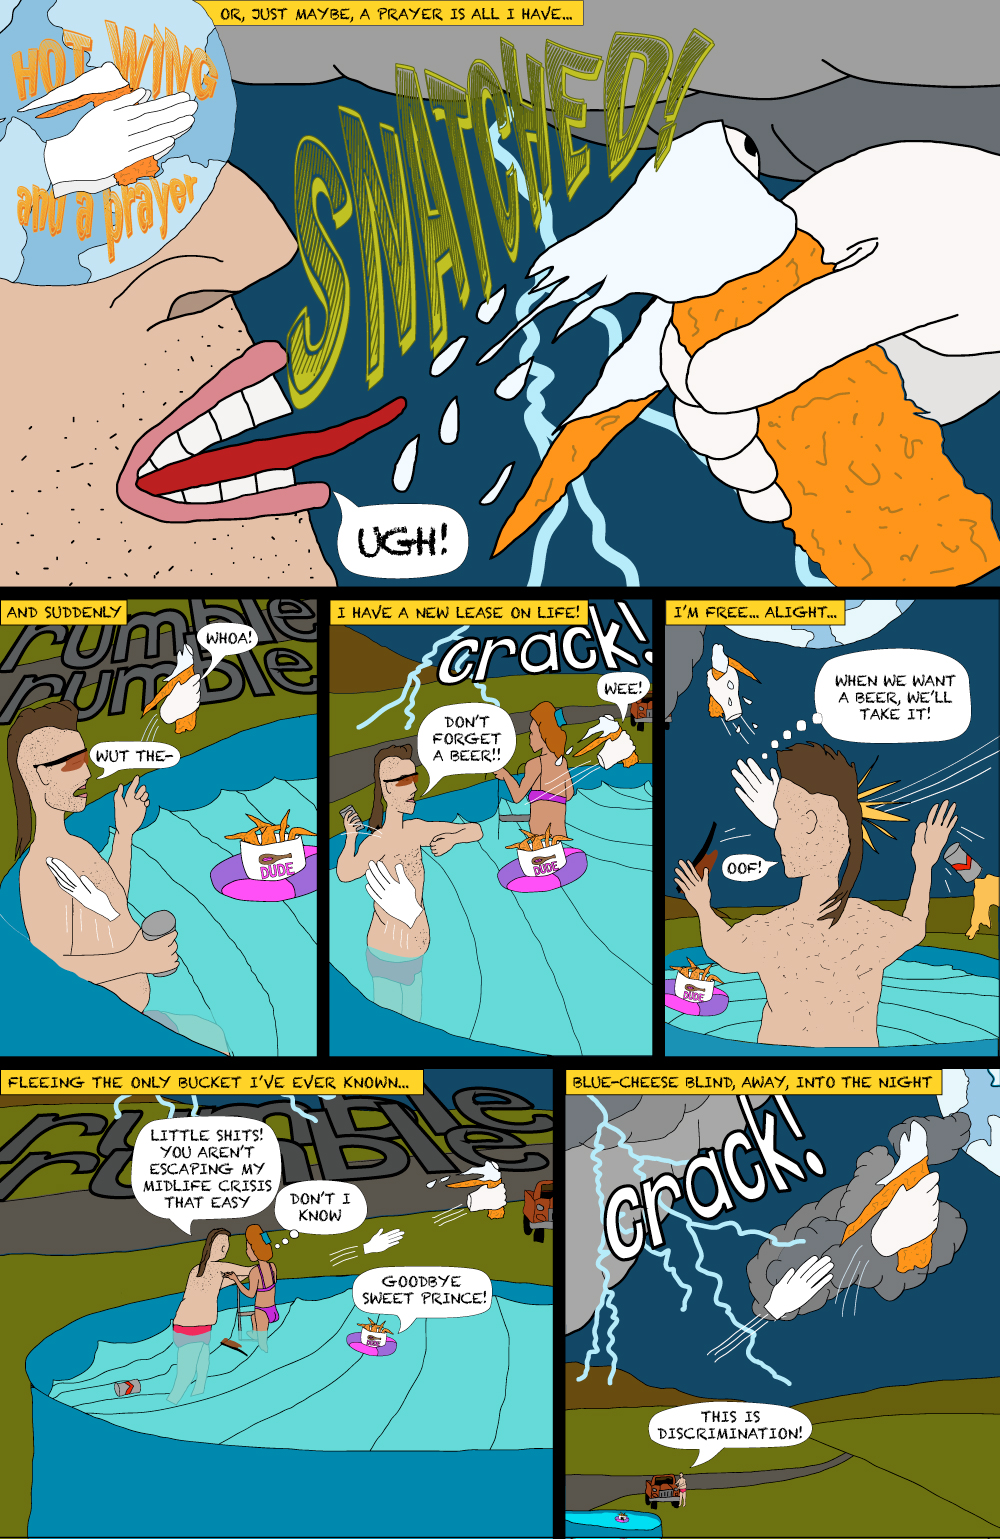 OR, JUST MAYBE, A PRAYER IS ALL I HAVE...
HOT WING
and a prayer
SNATCHED!
UGH!
AND SUDDENLY
rumble
rumble
WHOA!
WUT THE-
DUDE
I HAVE A NEW LEASE ON LIFE!
crack!
WEE!
DON'T
FORGET
A BEER!!
DUDE
I'M FREE... ALIGHT...
WHEN WE WANT
A BEER, WE'LL
TAKE IT!
OOF!
DUDE
FLEEING THE ONLY BUCKET I'VE EVER KNOWN...
rumble
rumble
LITTLE SHITS!
YOU AREN'T
ESCAPING MY
MIDLIFE CRISIS
THAT EASY
DON'T I
KNOW
GOODBYE
SWEET PRINCE!
DUDE
BLUE-CHEESE BLIND, AWAY, INTO THE NIGHT
crack!
THIS IS
DISCRIMINATION!